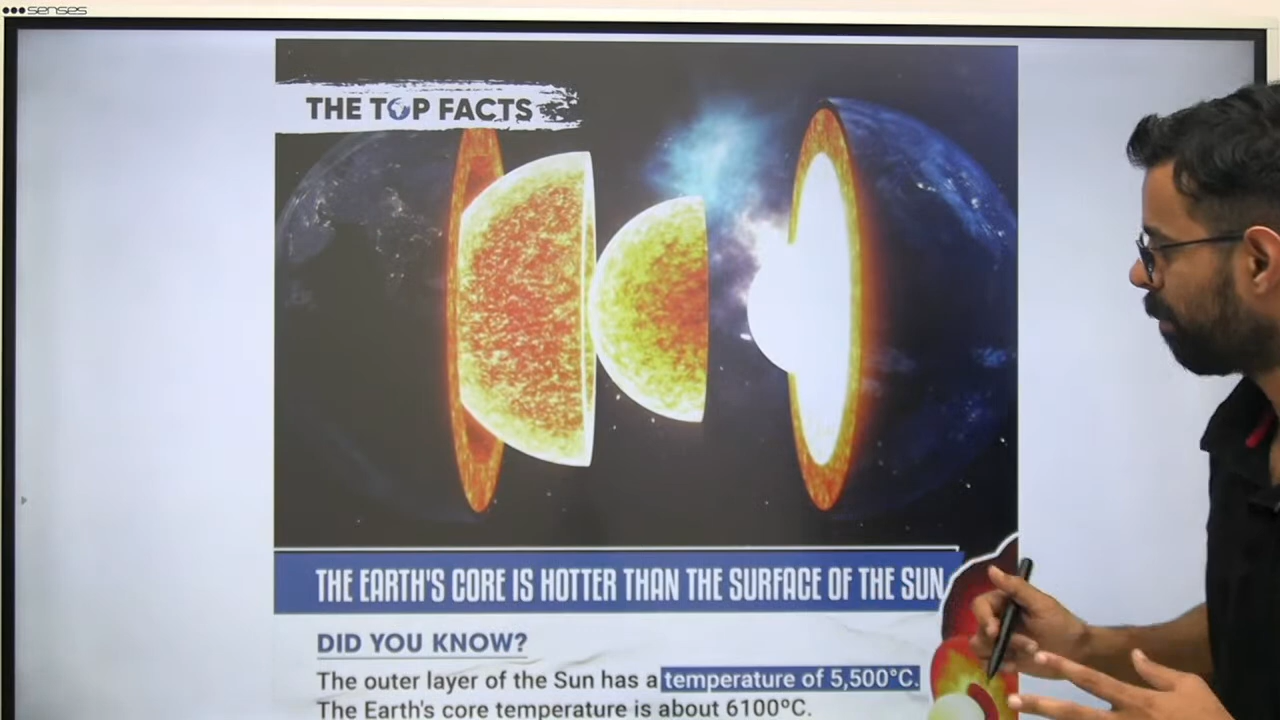 senses
THE TOP FACTS
THE EARTH'S CORE IS HOTTER THAN THE SURFACE OF THE SUN
DID YOU KNOW?
The outer layer of the Sun has a temperature of 5,500°C.
The Earth's core temperature is about 6100ºC.